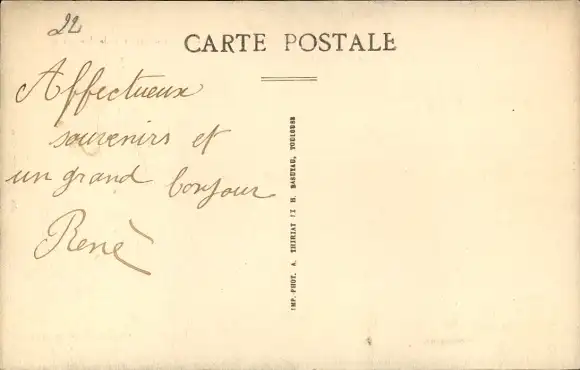 22
CARTE POSTALE
Affectueux
souvenirs et
un grand bonjour
René
IMP. PHOT. A. THIRIAT ET H. BASUYAU, TOULOUSE